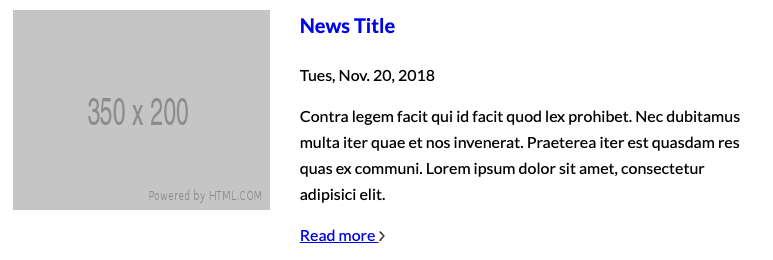 350 x 200
Powered by HTML.COM
News Title
Tues, Nov. 20, 2018
Contra legem facit qui id facit quod lex prohibet. Nec dubitamus
multa iter quae et nos invenerat. Praeterea iter est quasdam res
quas ex communi. Lorem ipsum dolor sit amet, consectetur
adipisici elit.
Read more